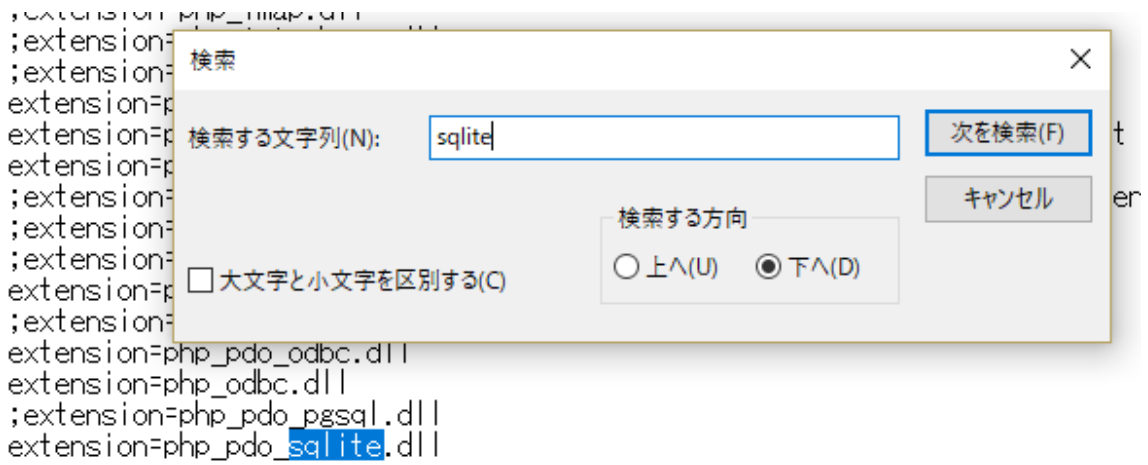 ;extension=php_imap.dll
;extension=
;extension=
extension=p
extension=p
extension=p
;extension=
;extension=
;extension=
extension=p
;extension=
検索
検索する文字列(N):
sqlite
次を検索(F)
t
キャンセル
er
検索する方向
上へ(U)
下へ(D)
大文字と小文字を区別する(C)
extension=php_pdo_odbc.dll
extension=php_odbc.dll
;extension=php_pdo_pgsql.dll
extension=php_pdo_sqlite.dll